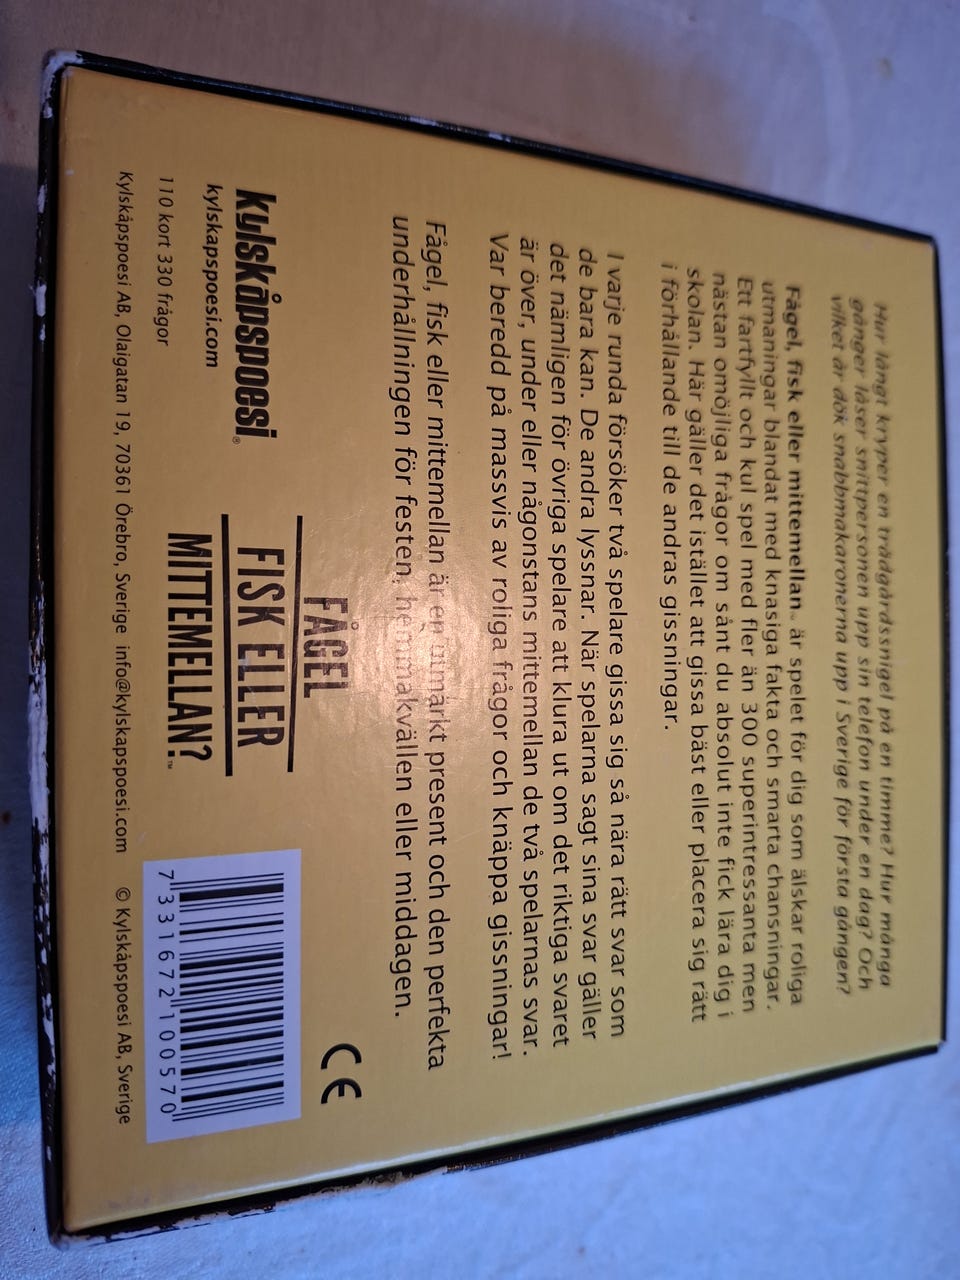 Hur långt kryper en trädgårdssnigel på en timme? Hur många
gånger låser snittpersonen upp sin telefon under en dag? Och
vilket år dök snabbmakaronerna upp i Sverige för första gången?
Fågel, fisk eller mittemellan™ är spelet för dig som älskar roliga
utmaningar blandat med knasiga fakta och smarta chansningar.
Ett fartfyllt och kul spel med fler än 300 superintressanta men
nästan omöjliga frågor om sånt du absolut inte fick lära dig i
skolan. Här gäller det istället att gissa bäst eller placera sig rätt
i förhållande till de andras gissningar.
I varje runda försöker två spelare gissa sig så nära rätt svar som
de bara kan. De andra lyssnar. När spelarna sagt sina svar gäller
det nämligen för övriga spelare att klura ut om det riktiga svaret
är över, under eller någonstans mittemellan de två spelarnas svar.
Var beredd på massvis av roliga frågor och knäppa gissningar!
Fågel, fisk eller mittemellan är en utmärkt present och den perfekta
underhållningen för festen, hemmakvällen eller middagen.
kylskåpspoesi®
kylskapspoesi.com
FÅGEL
FISK ELLER
MITTEMELLAN?™
CE
110 kort 330 frågor
7 331672 100570
Kylskåpspoesi AB, Olaigatan 19, 70361 Örebro, Sverige info@kylskapspoesi.com © Kylskåpspoesi AB, Sverige